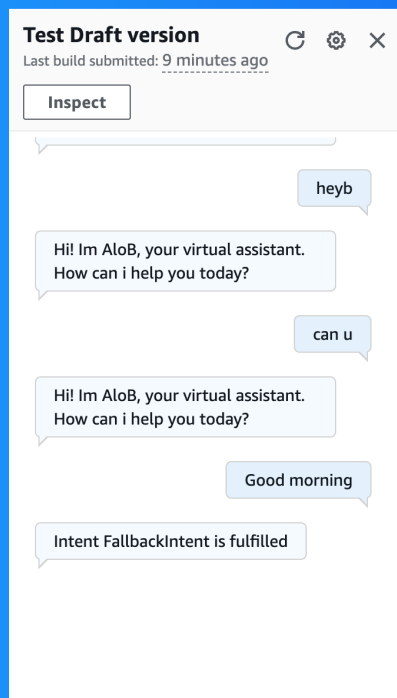 Test Draft version
Last build submitted: 9 minutes ago
Inspect
heyb
Hi! Im AloB, your virtual assistant.
How can i help you today?
can u
Hi! Im AloB, your virtual assistant.
How can i help you today?
Good morning
Intent FallbackIntent is fulfilled